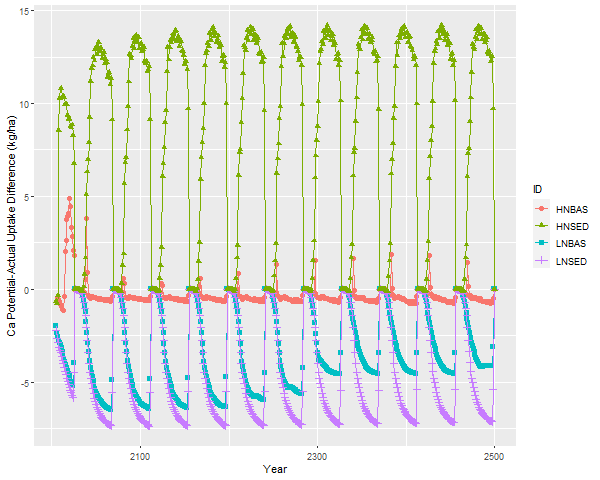 Ca Potential-Actual Uptake Difference (kg/ha)
15
10
5
0
-5
2100
2300
2500
Year
ID
HNBAS
HNSED
LNBAS
LNSED